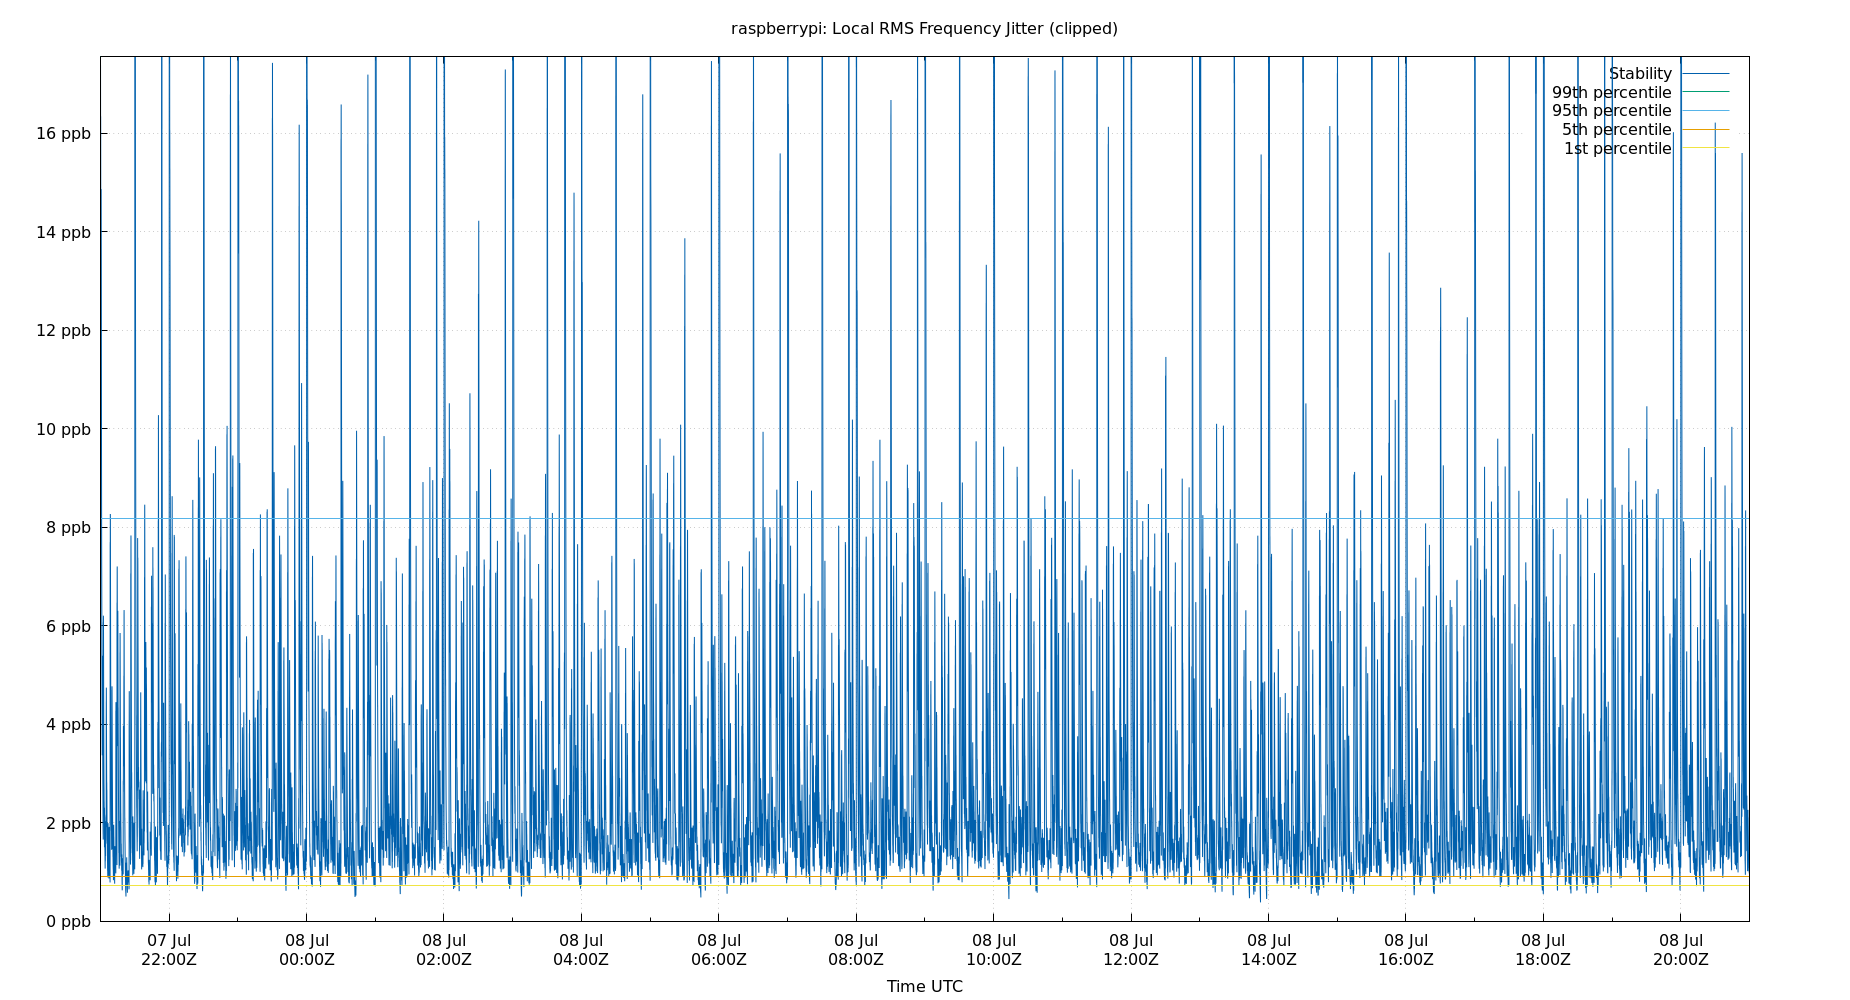 raspberrypi: Local RMS Frequency Jitter (clipped)
Stability
99th percentile
95th percentile
5th percentile
1st percentile
16 ppb
14 ppb
12 ppb
10 ppb
8 ppb
6 ppb
4 ppb
2 ppb
0 ppb
07 Jul 08 Jul 08 Jul 08 Jul 08 Jul 08 Jul 08 Jul 08 Jul 08 Jul 08 Jul 08 Jul 08 Jul
22:00Z 00:00Z 02:00Z 04:00Z 06:00Z 08:00Z 10:00Z 12:00Z 14:00Z 16:00Z 18:00Z 20:00Z
Time UTC